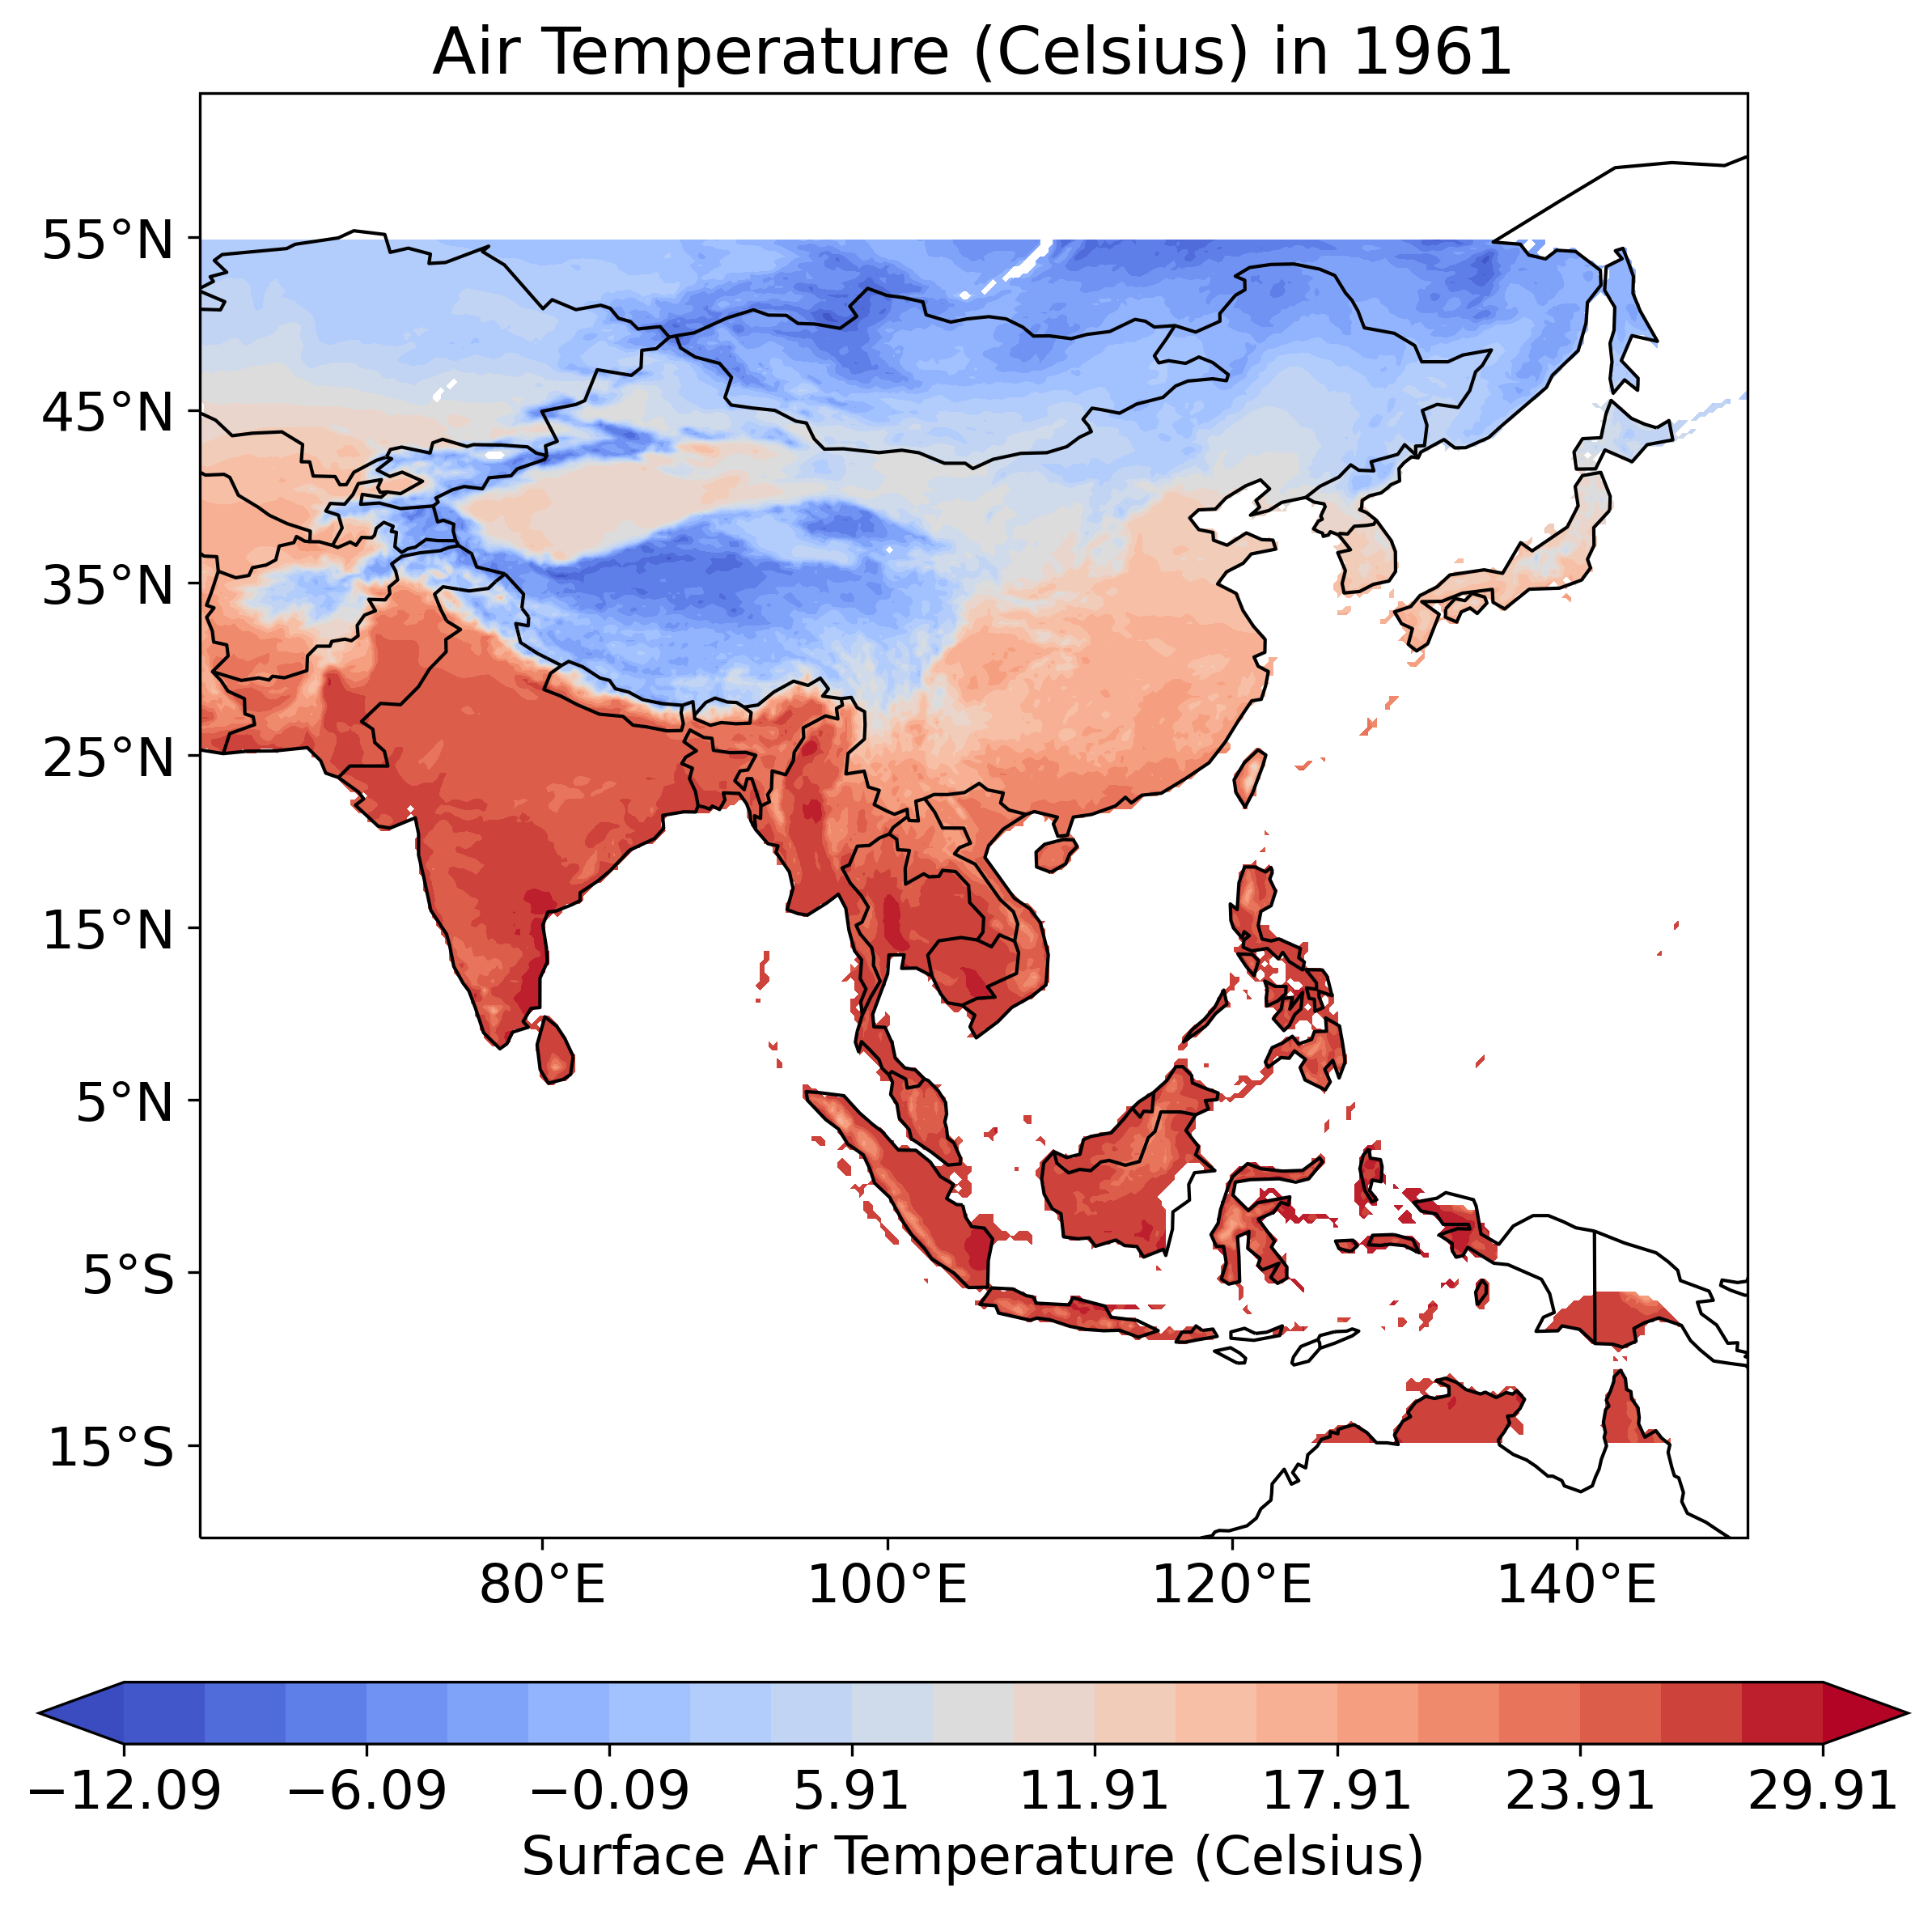 Air Temperature (Celsius) in 1961
55°N
45°N
35°N
25°N
15°N
5°N
5°S
15°S
80°E 100°E 120°E 140°E
−12.09 −6.09 −0.09 5.91 11.91 17.91 23.91 29.91
Surface Air Temperature (Celsius)